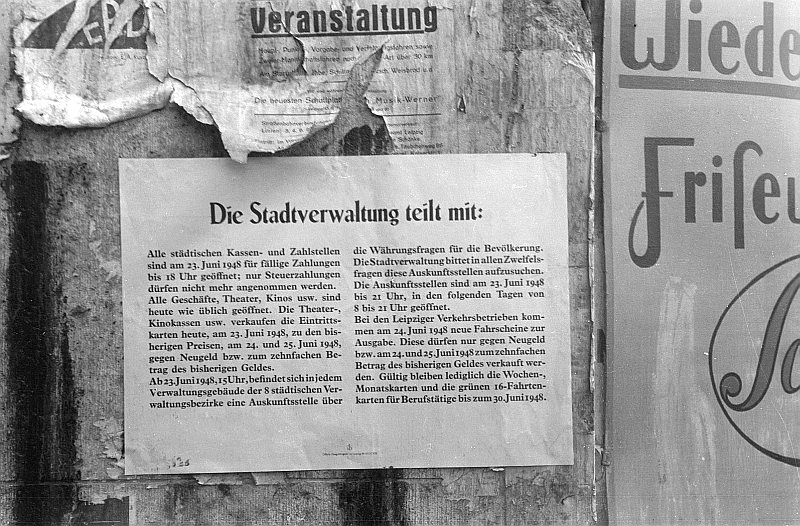 Veranstaltung
Die neuesten Schallplat
Musik-Werner
Die Stadtverwaltung teilt mit:
Alle städtischen Kassen- und Zahlstellen
sind am 23. Juni 1948 für fällige Zahlungen
bis 18 Uhr geöffnet; nur Steuerzahlungen
dürfen nicht mehr angenommen werden.
Alle Geschäfte, Theater, Kinos usw. sind
heute wie üblich geöffnet. Die Theater-,
Kinokassen usw. verkaufen die Eintritts-
karten heute, am 23. Juni 1948, zu den bis-
herigen Preisen, am 24. und 25. Juni 1948,
gegen Neugeld bzw. zum zehnfachen Be-
trag des bisherigen Geldes.
Ab 23. Juni 1948, 15 Uhr, befindet sich in jedem
Verwaltungsgebäude der 8 städtischen Ver-
waltungsbezirke eine Auskunftsstelle über
die Währungsfragen für die Bevölkerung.
Die Stadtverwaltung bittet in allen Zweifels-
fragen diese Auskunftsstellen aufzusuchen.
Die Auskunftsstellen sind am 23. Juni 1948
bis 21 Uhr, in den folgenden Tagen von
8 bis 21 Uhr geöffnet.
Bei den Leipziger Verkehrsbetrieben kom-
men am 24. Juni 1948 neue Fahrscheine zur
Ausgabe. Diese dürfen nur gegen Neugeld
bzw. am 24. und 25. Juni 1948 zum zehnfachen
Betrag des bisherigen Geldes verkauft wer-
den. Gültig bleiben lediglich die Wochen-,
Monatskarten und die grünen 16-Fahrten-
karten für Berufstätige bis zum 30. Juni 1948.
Wiede
Friſeu